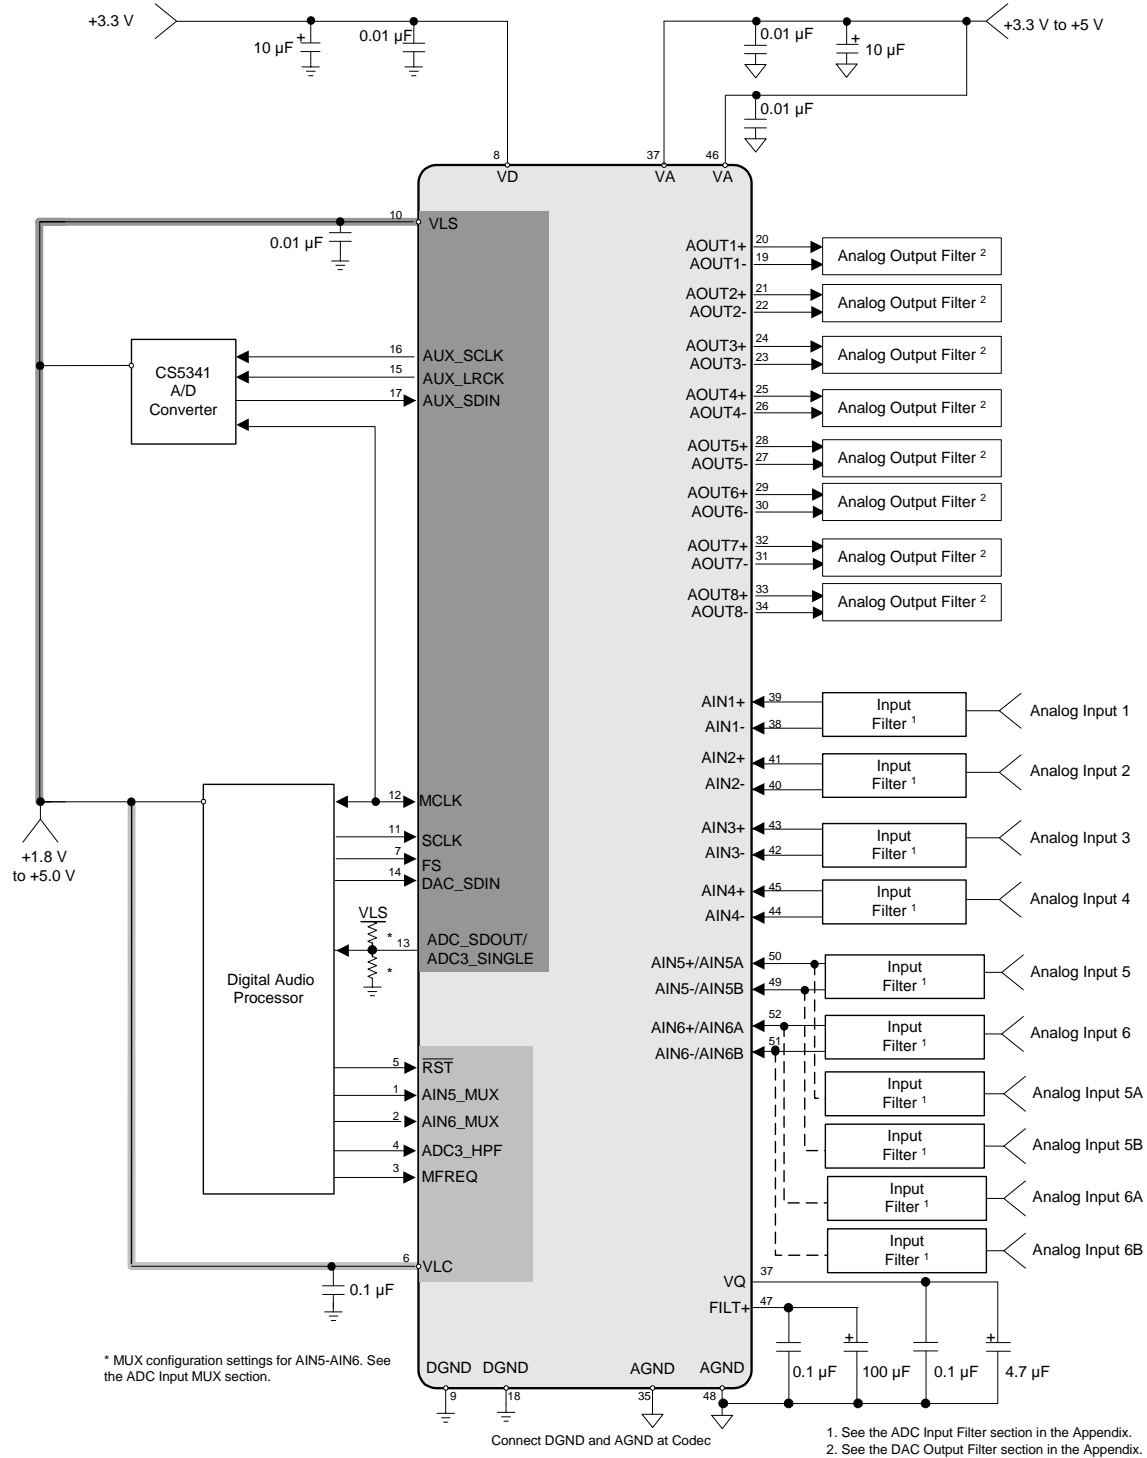 +3.3 V
10 µF
+
0.01 µF
0.01 µF
+
10 µF
+3.3 V to +5 V
0.01 µF
8
VD
37
VA
46
VA
10
VLS
0.01 µF
CS5341
A/D
Converter
16
AUX_SCLK
15
AUX_LRCK
17
AUX_SDIN
AOUT1+
20
AOUT1-
19
Analog Output Filter 2
AOUT2+
21
AOUT2-
22
Analog Output Filter 2
AOUT3+
24
AOUT3-
23
Analog Output Filter 2
AOUT4+
25
AOUT4-
26
Analog Output Filter 2
AOUT5+
28
AOUT5-
27
Analog Output Filter 2
AOUT6+
29
AOUT6-
30
Analog Output Filter 2
AOUT7+
32
AOUT7-
31
Analog Output Filter 2
AOUT8+
33
AOUT8-
34
Analog Output Filter 2
+1.8 V
to +5.0 V
Digital Audio
Processor
12
MCLK
11
SCLK
7
FS
14
DAC_SDIN
VLS
*
*
13
ADC_SDOUT/
ADC3_SINGLE
5
RST
1
AIN5_MUX
2
AIN6_MUX
4
ADC3_HPF
3
MFREQ
6
VLC
0.1 µF
AIN1+
39
AIN1-
38
Input
Filter 1
Analog Input 1
AIN2+
41
AIN2-
40
Input
Filter 1
Analog Input 2
AIN3+
43
AIN3-
42
Input
Filter 1
Analog Input 3
AIN4+
45
AIN4-
44
Input
Filter 1
Analog Input 4
AIN5+/AIN5A
50
AIN5-/AIN5B
49
Input
Filter 1
Analog Input 5
AIN6+/AIN6A
52
AIN6-/AIN6B
51
Input
Filter 1
Analog Input 6
Input
Filter 1
Analog Input 5A
Input
Filter 1
Analog Input 5B
Input
Filter 1
Analog Input 6A
Input
Filter 1
Analog Input 6B
VQ
37
FILT+
47
0.1 µF
+
100 µF
0.1 µF
+
4.7 µF
* MUX configuration settings for AIN5-AIN6. See
the ADC Input MUX section.
DGND
9
DGND
18
AGND
35
AGND
48
Connect DGND and AGND at Codec
1. See the ADC Input Filter section in the Appendix.
2. See the DAC Output Filter section in the Appendix.